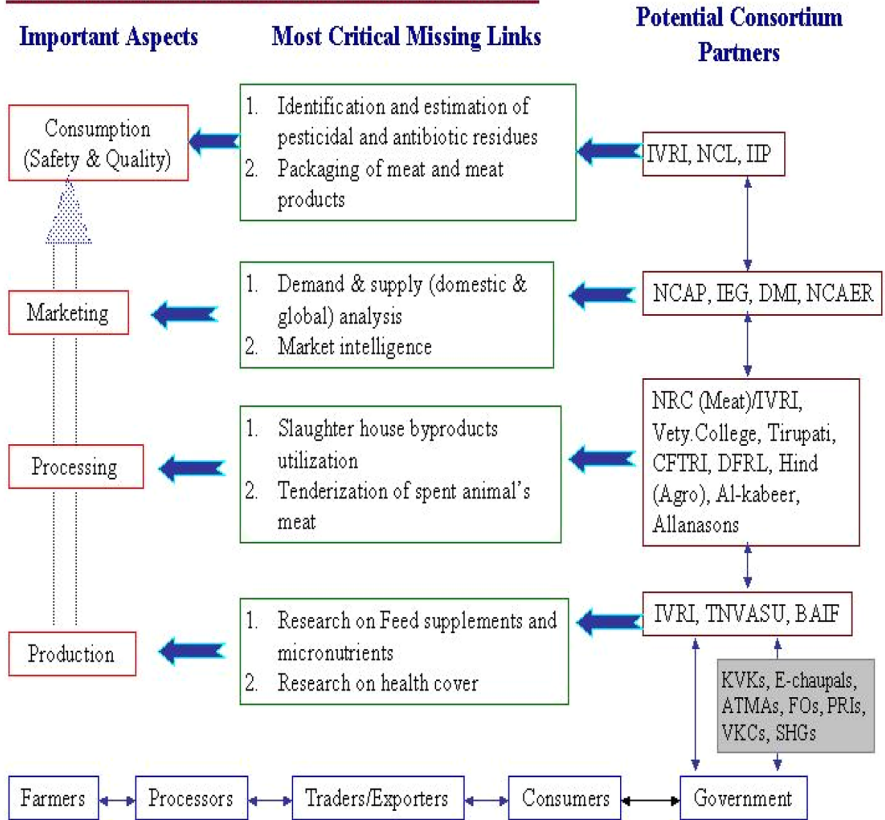 Important Aspects
Most Critical Missing Links
Potential Consortium
Partners
Consumption
(Safety & Quality)
1. Identification and estimation of
pesticidal and antibiotic residues
2. Packaging of meat and meat
products
IVRI, NCL, IIP
Marketing
1. Demand & supply (domestic &
global) analysis
2. Market intelligence
NCAP, IEG, DMI, NCAER
Processing
1. Slaughter house byproducts
utilization
2. Tenderization of spent animal's
meat
NRC (Meat)/IVRI,
Vety.College, Tirupati,
CFTRI, DFRL, Hind
(Agro), Al-kabeer,
Allanasons
Production
1. Research on Feed supplements and
micronutrients
2. Research on health cover
IVRI, TNVASU, BAIF
KVKs, E-chaupals,
ATMAs, FOs, PRIs,
VKCs, SHGs
Farmers
Processors
Traders/Exporters
Consumers
Government